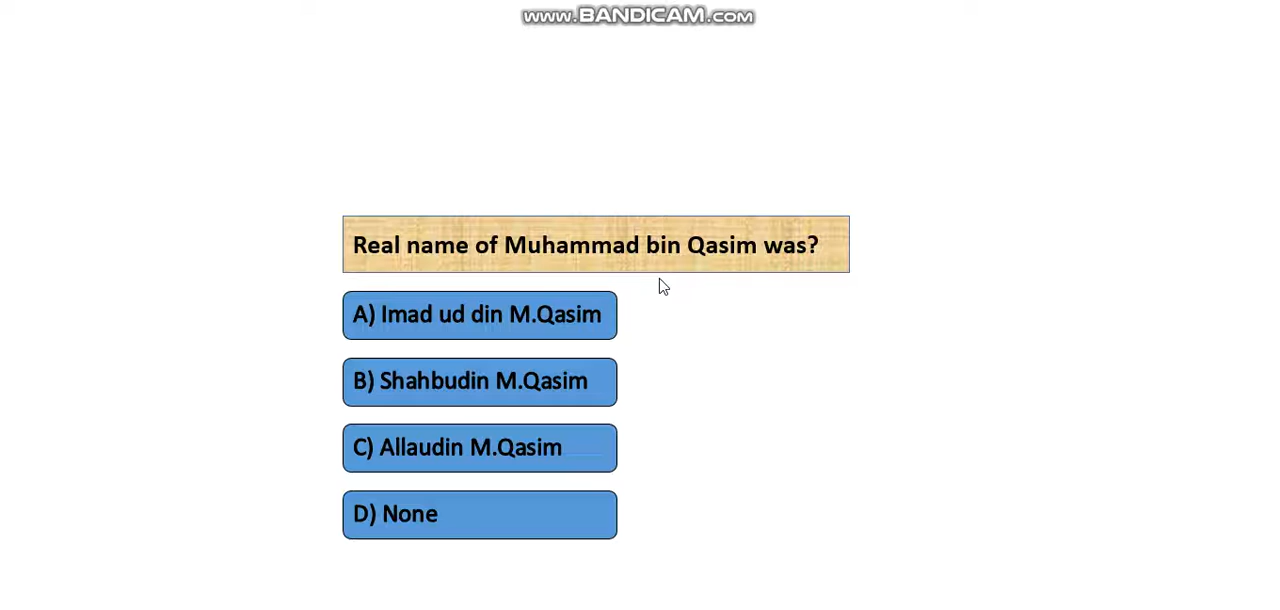 www.BANDICAM.com
Real name of Muhammad bin Qasim was?
A) Imad ud din M.Qasim
B) Shahbudin M.Qasim
C) Allaudin M.Qasim
D) None